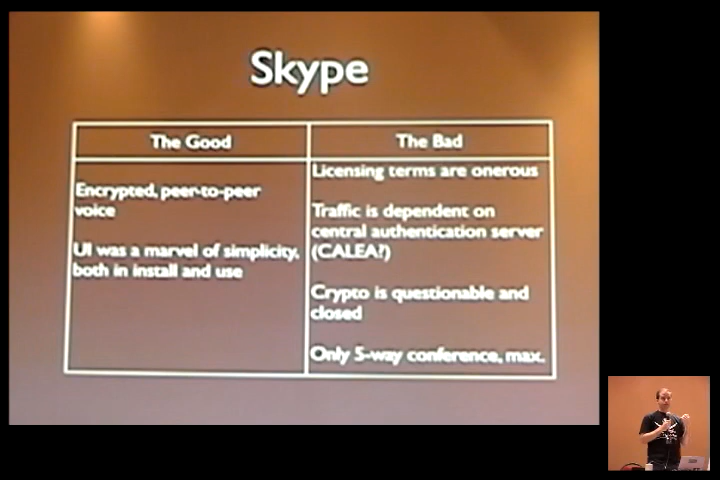 Skype
The Good
The Bad
Encrypted, peer-to-peer
voice
UI was a marvel of simplicity,
both in install and use
Licensing terms are onerous
Traffic is dependent on
central authentication server
(CALEA?)
Crypto is questionable and
closed
Only 5-way conference, max.